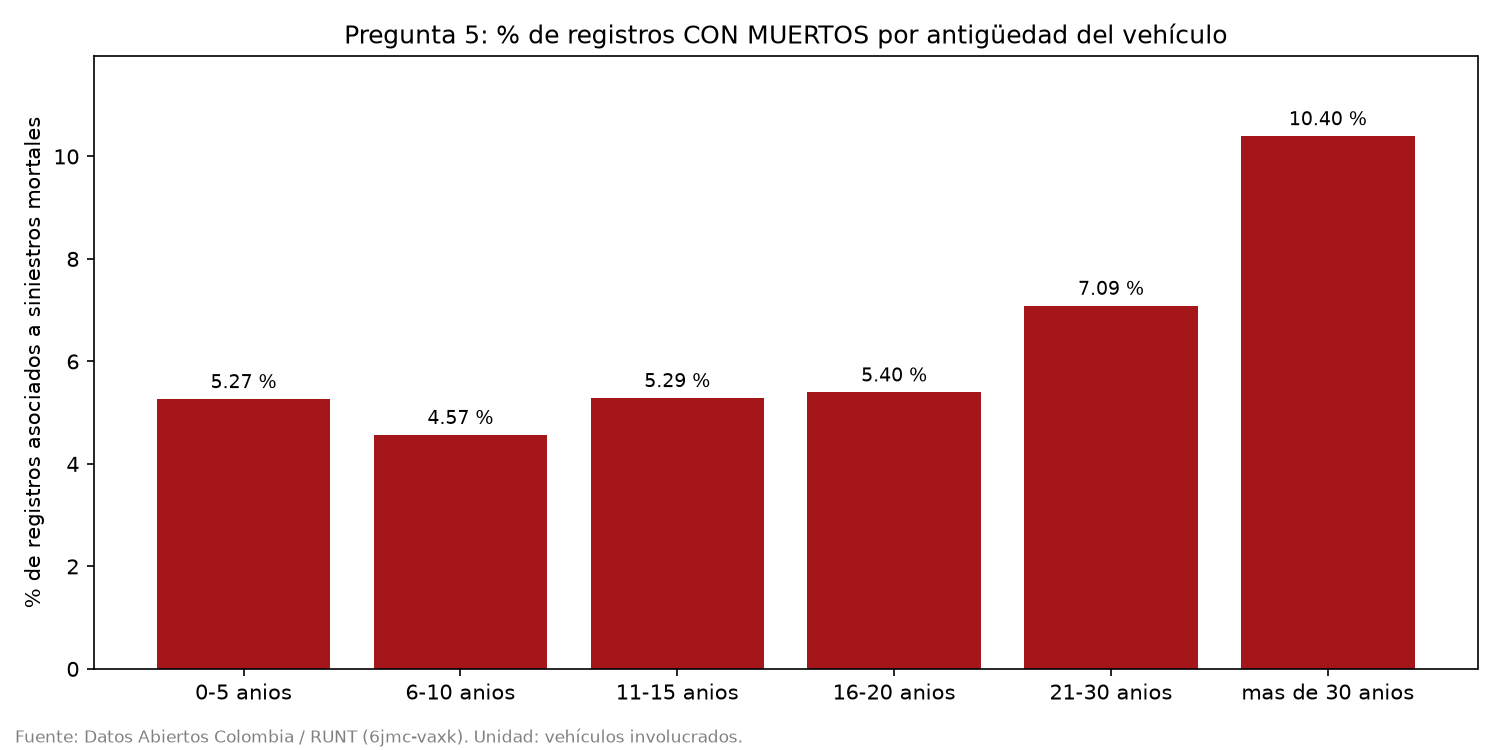 Pregunta 5: % de registros CON MUERTOS por antigüedad del vehículo
% de registros asociados a siniestros mortales
10
8
6
4
2
0
5.27 %
4.57 %
5.29 %
5.40 %
7.09 %
10.40 %
0-5 anios
6-10 anios
11-15 anios
16-20 anios
21-30 anios
mas de 30 anios
Fuente: Datos Abiertos Colombia / RUNT (6jmc-vaxk). Unidad: vehículos involucrados.